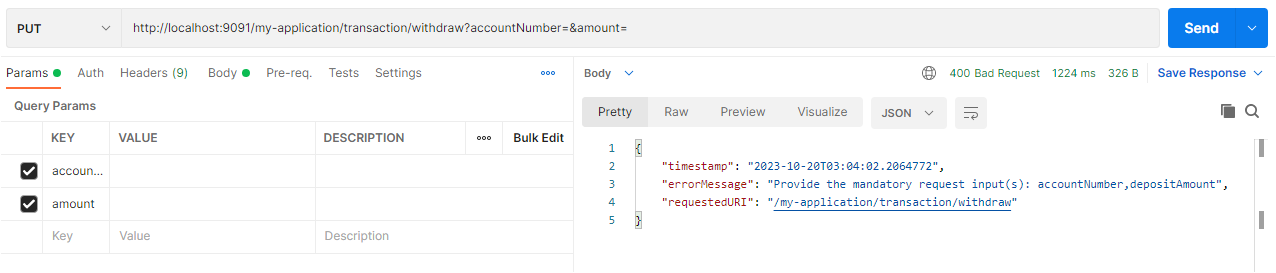 PUT
http://localhost:9091/my-application/transaction/withdraw?accountNumber=&amount=
Send
Params Auth Headers (9) Body Pre-req. Tests Settings
Query Params
KEY VALUE DESCRIPTION Bulk Edit
accoun...
amount
Key Value Description
Body 400 Bad Request 1224 ms 326 B Save Response
Pretty Raw Preview Visualize JSON
1 {
2 "timestamp": "2023-10-20T03:04:02.2064772",
3 "errorMessage": "Provide the mandatory request input(s): accountNumber,depositAmount",
4 "requestedURI": "/my-application/transaction/withdraw"
5 }